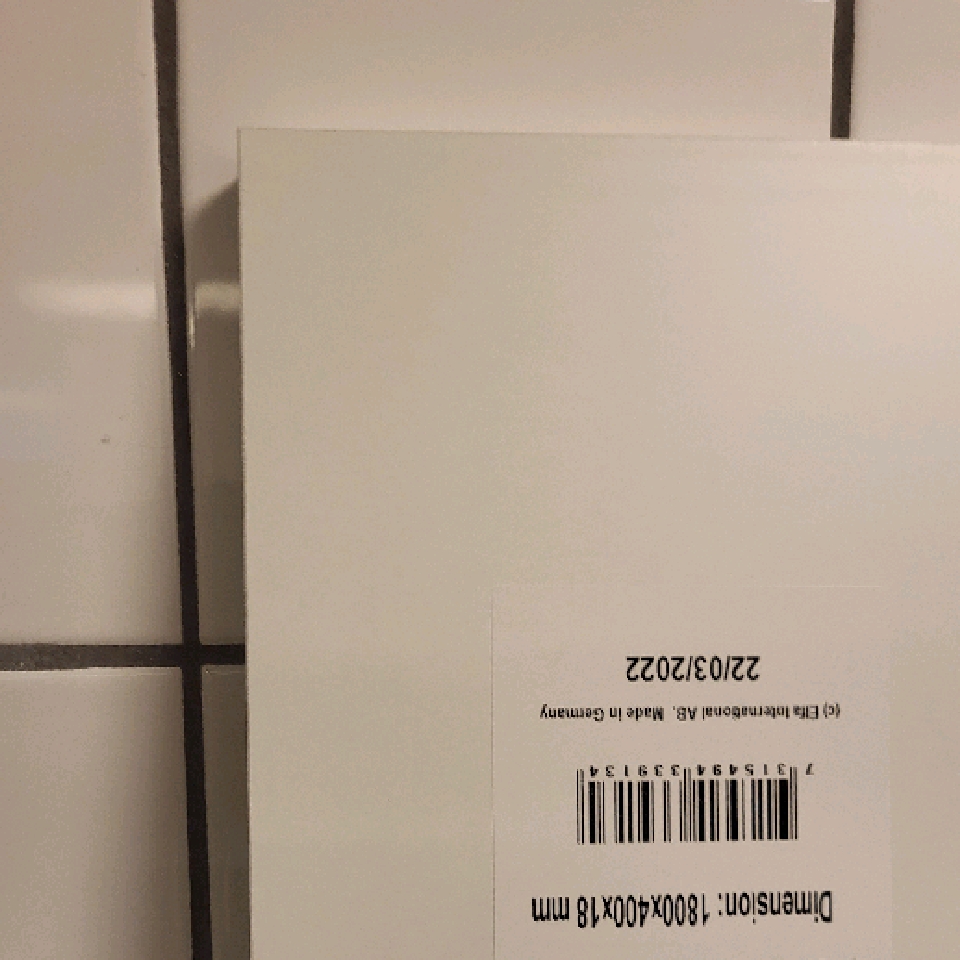 Dimension: 1800x400x18 mm
7 315494 339134
(c) Elfa International AB, Made in Germany
22/03/2022